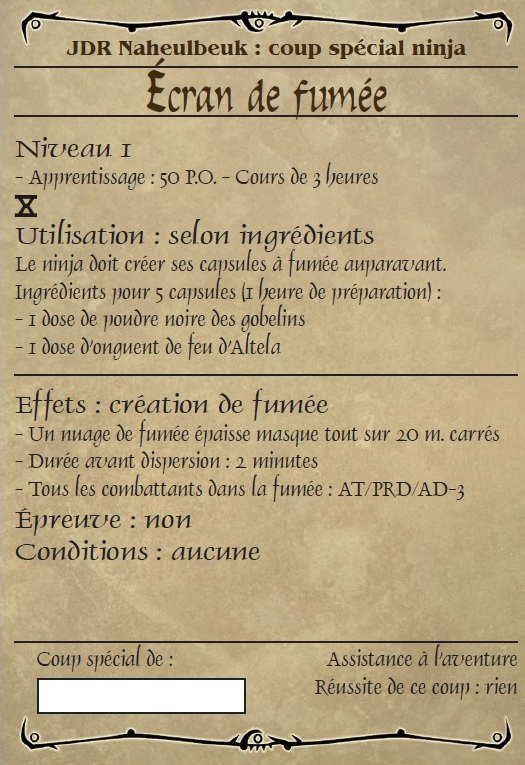 JDR Naheulbeuk : coup spécial ninja
Écran de fumée
Niveau 1
- Apprentissage : 50 P.O. - Cours de 3 heures
Utilisation : selon ingrédients
Le ninja doit créer ses capsules à fumée auparavant.
Ingrédients pour 5 capsules (1 heure de préparation) :
- 1 dose de poudre noire des gobelins
- 1 dose d'onguent de feu d'Altela
Effets : création de fumée
- Un nuage de fumée épaisse masque tout sur 20 m. carrés
- Durée avant dispersion : 2 minutes
- Tous les combattants dans la fumée : AT/PRD/AD-3
Épreuve : non
Conditions : aucune
Coup spécial de :
Assistance à l'aventure
Réussite de ce coup : rien